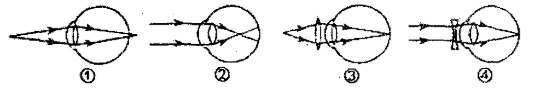 ① ② ③ ④